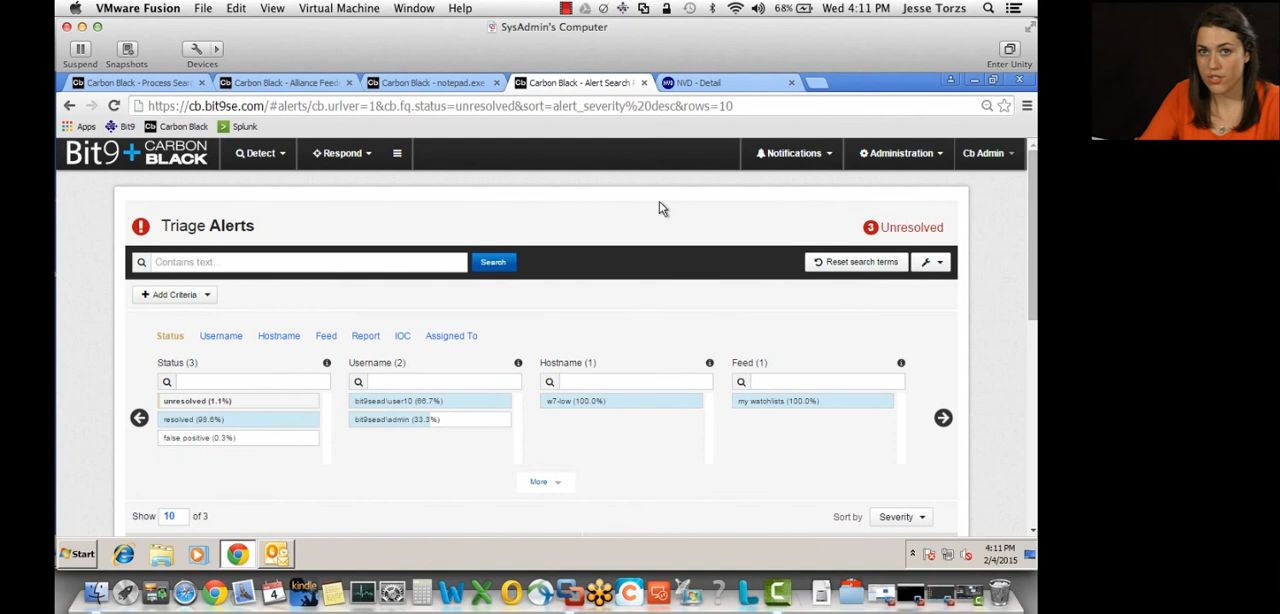 VMware Fusion File Edit View Virtual Machine Window Help 68% Wed 4:11 PM Jesse Torzs
SysAdmin's Computer
Suspend Snapshots Devices Enter Unity
Carbon Black - Process Sear Carbon Black - Alliance Feed Carbon Black - notepad.exe Carbon Black - Alert Search NVD - Detail
https://cb.bit9se.com/#alerts/cb.urlver=1&cb.fq.status=unresolved&sort=alert_severity%20desc&rows=10
Apps Bit9 Carbon Black Splunk
Bit9 + CARBON BLACK Detect Respond Notifications Administration Cb Admin
Triage Alerts 3 Unresolved
Contains text... Search Reset search terms
+ Add Criteria
Status Username Hostname Feed Report IOC Assigned To
Status (3) Username (2) Hostname (1) Feed (1)
unresolved (1.1%) bit9sead\user10 (66.7%) w7-low (100.0%) my watchlists (100.0%)
resolved (98.6%) bit9sead\admin (33.3%)
false positive (0.3%)
More
Show 10 of 3 Sort by Severity
Start 4:11 PM
2/4/2015